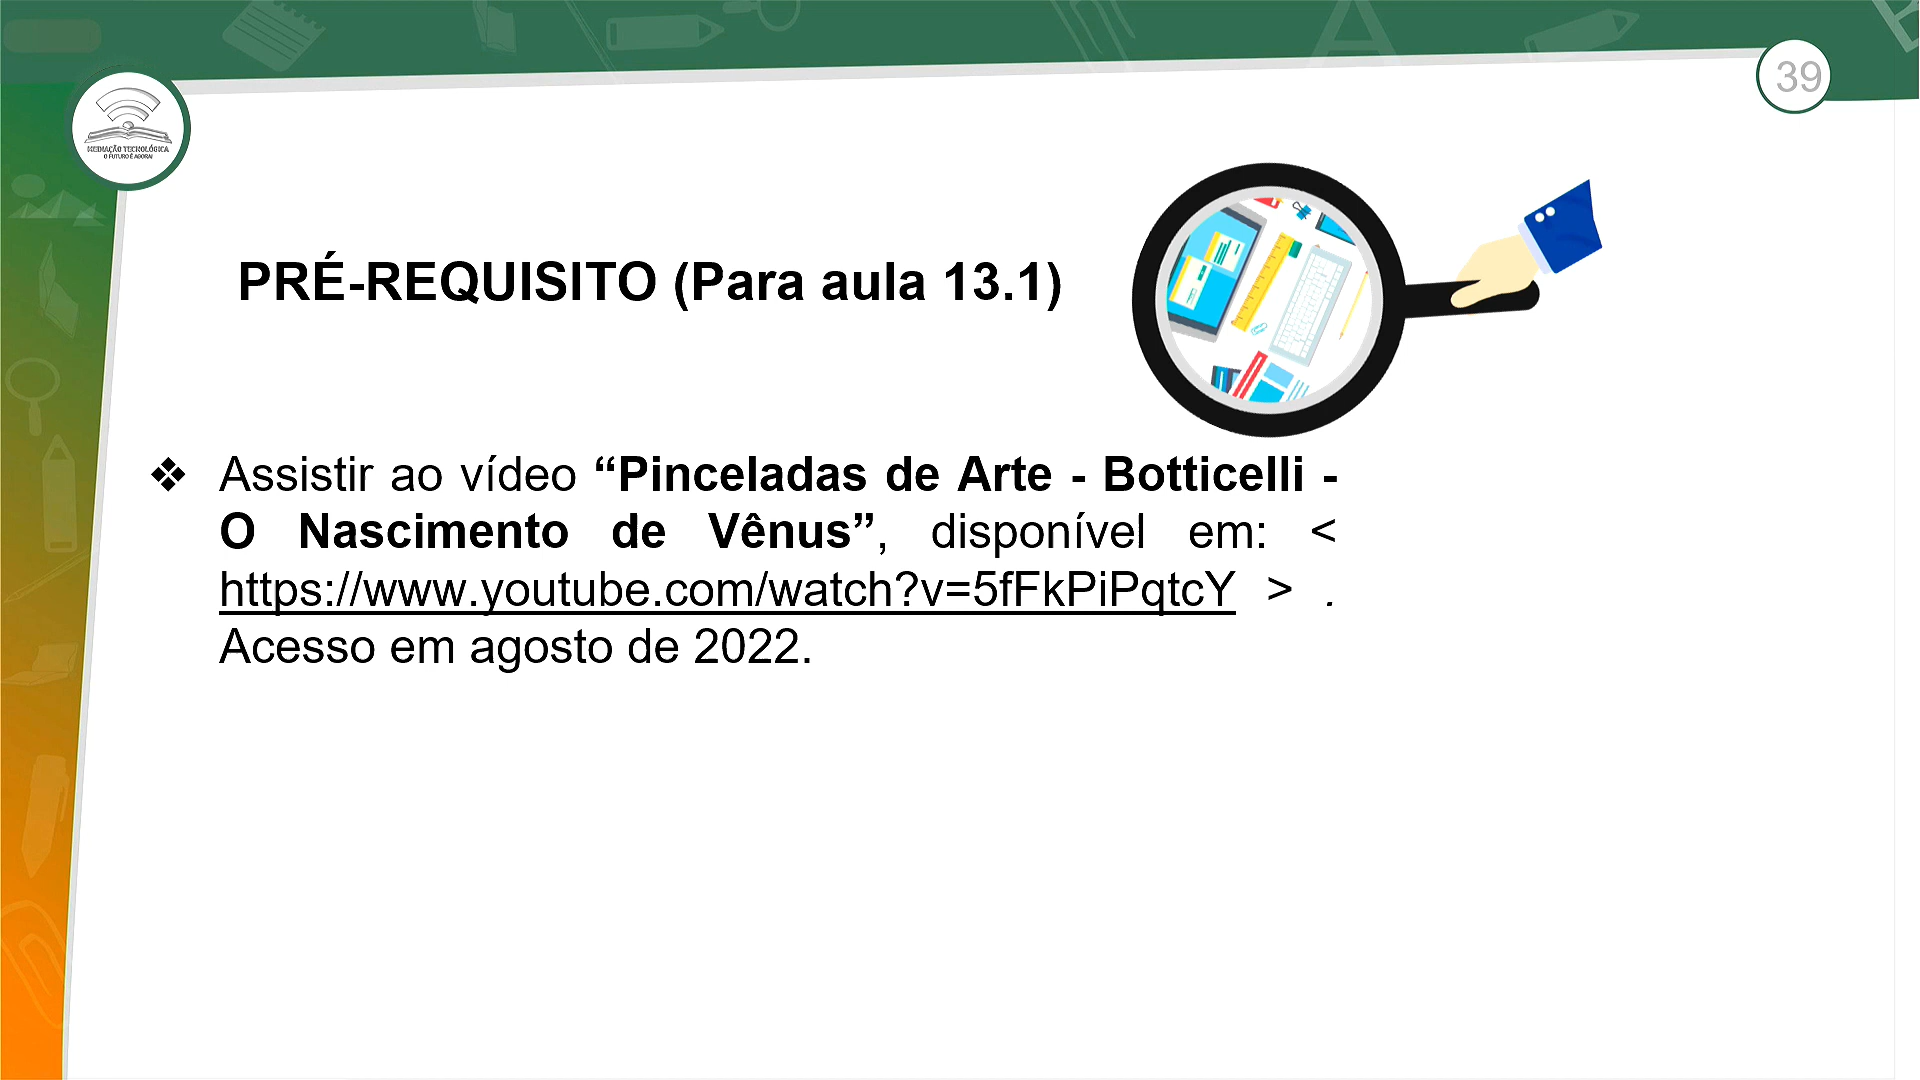 39
MEDIAÇÃO TECNOLÓGICA
O FUTURO É AGORA!
PRÉ-REQUISITO (Para aula 13.1)
❖ Assistir ao vídeo “Pinceladas de Arte - Botticelli -
O Nascimento de Vênus”, disponível em: <
https://www.youtube.com/watch?v=5fFkPiPqtcY > .
Acesso em agosto de 2022.